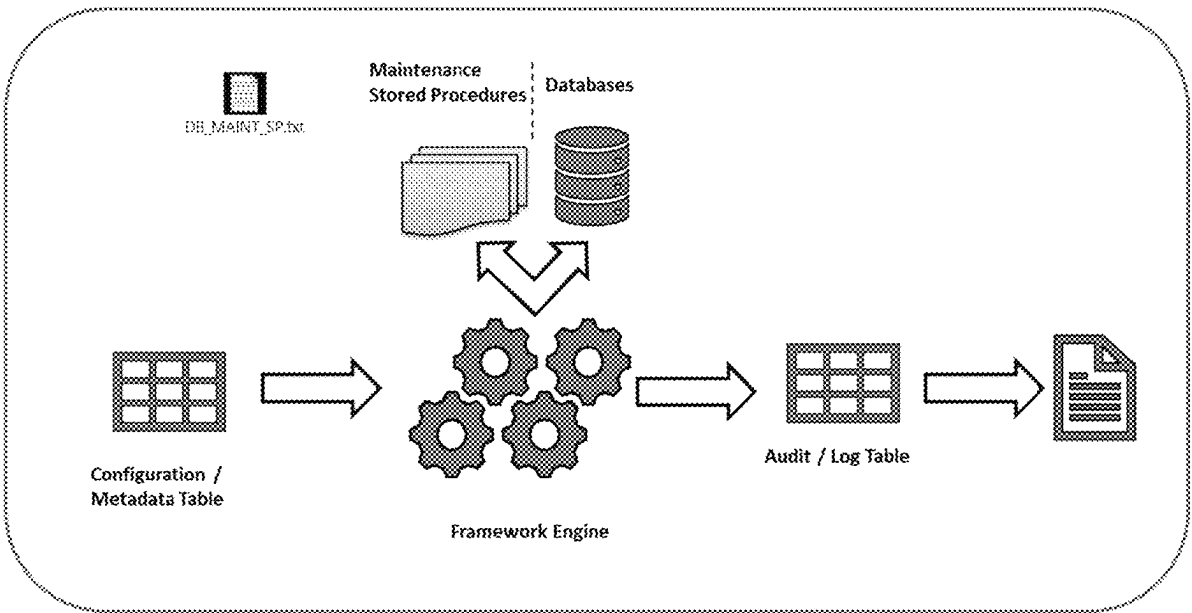 Maintenance
Stored Procedures
Databases
DB_MAINT_SP.txt
Configuration /
Metadata Table
Audit / Log Table
Framework Engine